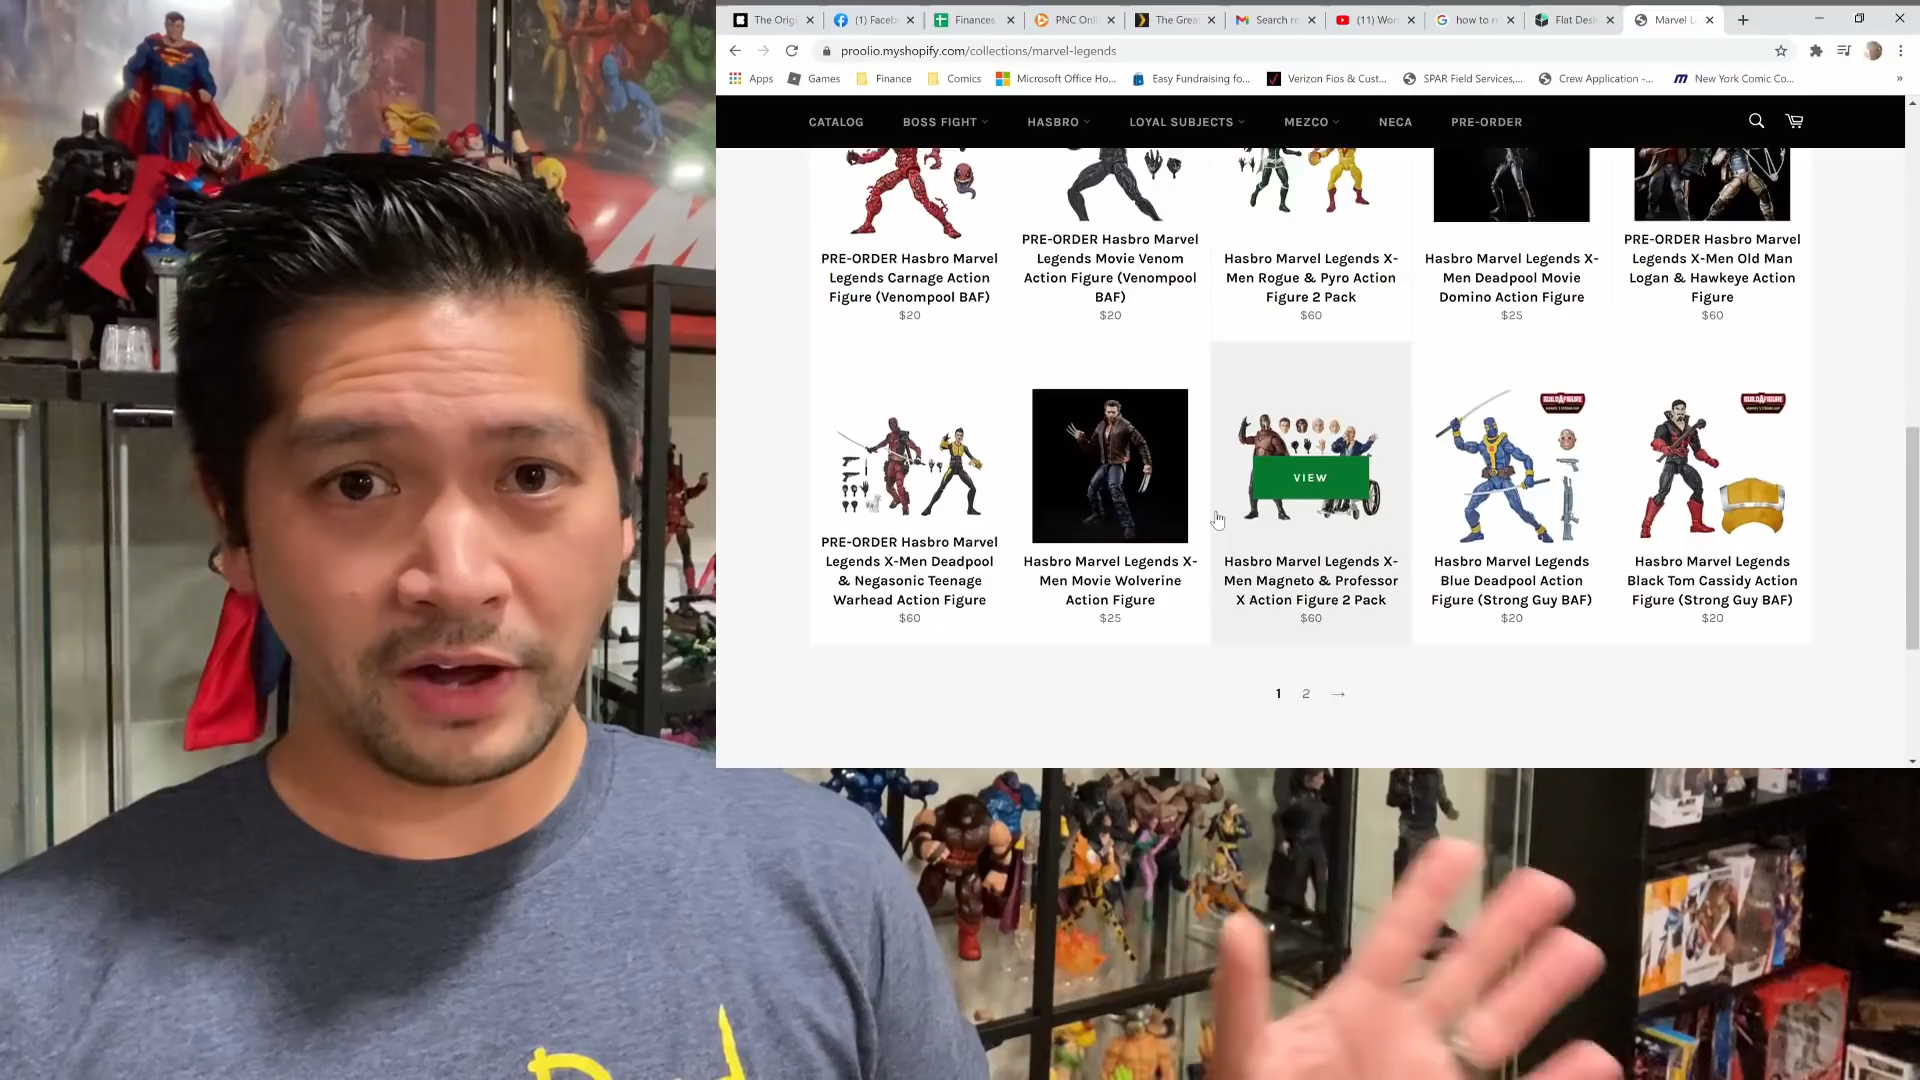 The Orig
(1) Faceb
Finances
PNC Onli
The Grea
Search re
(11) Won
how to r
Flat Desi
Marvel L
proolio.myshopify.com/collections/marvel-legends
Apps
Games
Finance
Comics
Microsoft Office Ho...
Easy Fundraising fo...
Verizon Fios & Cust...
SPAR Field Services,...
Crew Application -...
New York Comic Co...
»
CATALOG
BOSS FIGHT
HASBRO
LOYAL SUBJECTS
MEZCO
NECA
PRE-ORDER
PRE-ORDER Hasbro Marvel
Legends Carnage Action
Figure (Venompool BAF)
$20
PRE-ORDER Hasbro Marvel
Legends Movie Venom
Action Figure (Venompool
BAF)
$20
Hasbro Marvel Legends X-
Men Rogue & Pyro Action
Figure 2 Pack
$60
Hasbro Marvel Legends X-
Men Deadpool Movie
Domino Action Figure
$25
PRE-ORDER Hasbro Marvel
Legends X-Men Old Man
Logan & Hawkeye Action
Figure
$60
PRE-ORDER Hasbro Marvel
Legends X-Men Deadpool
& Negasonic Teenage
Warhead Action Figure
$60
Hasbro Marvel Legends X-
Men Movie Wolverine
Action Figure
$25
VIEW
Hasbro Marvel Legends X-
Men Magneto & Professor
X Action Figure 2 Pack
$60
BUILD A FIGURE
Hasbro Marvel Legends
Blue Deadpool Action
Figure (Strong Guy BAF)
$20
BUILD A FIGURE
Hasbro Marvel Legends
Black Tom Cassidy Action
Figure (Strong Guy BAF)
$20
1 2 →